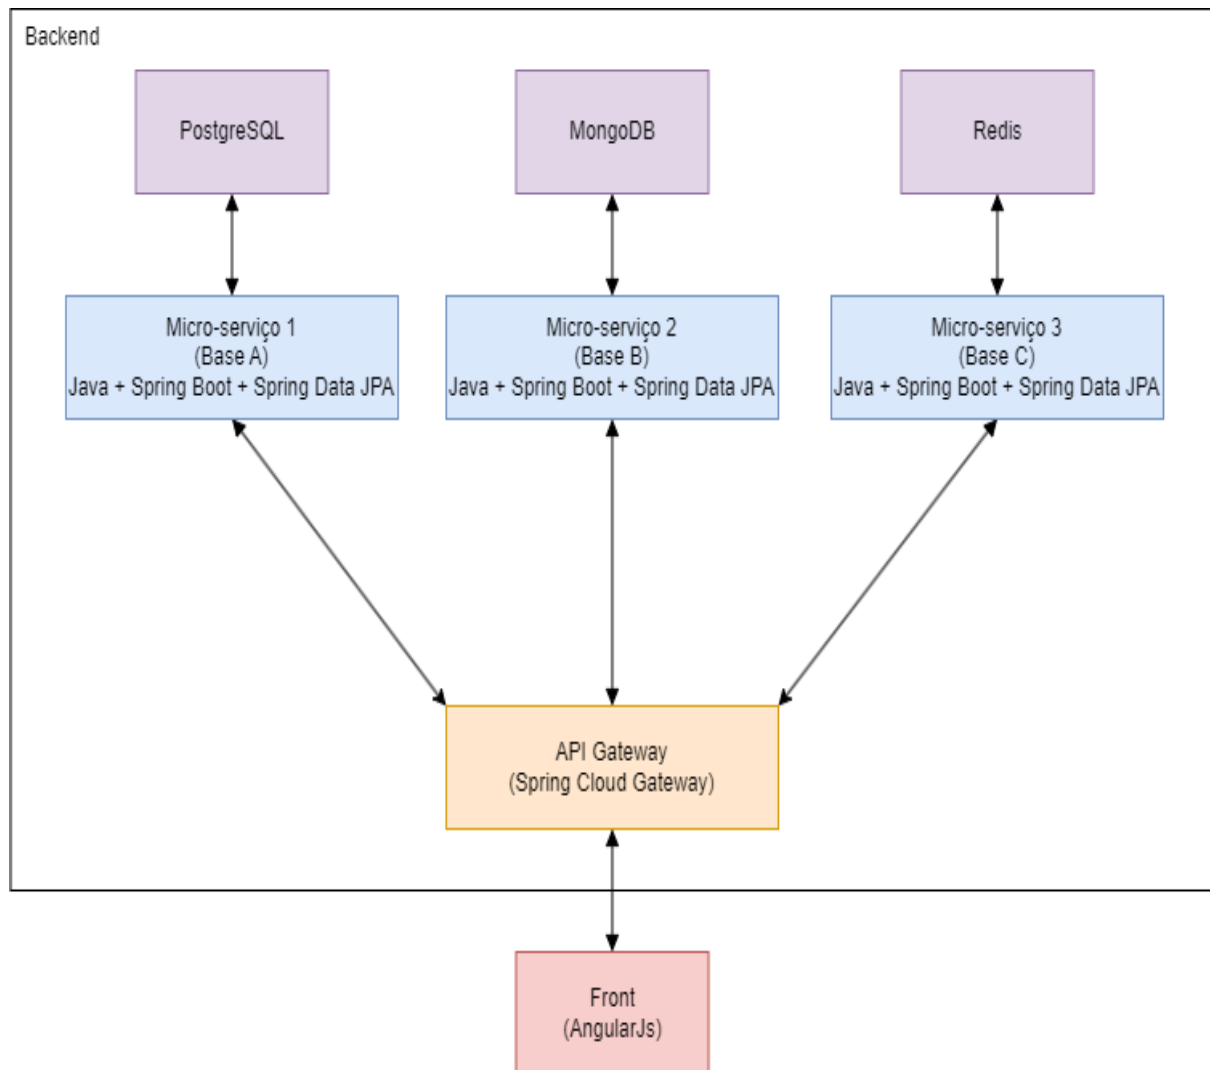 Backend
PostgreSQL
MongoDB
Redis
Micro-serviço 1
(Base A)
Java + Spring Boot + Spring Data JPA
Micro-serviço 2
(Base B)
Java + Spring Boot + Spring Data JPA
Micro-serviço 3
(Base C)
Java + Spring Boot + Spring Data JPA
API Gateway
(Spring Cloud Gateway)
Front
(AngularJs)